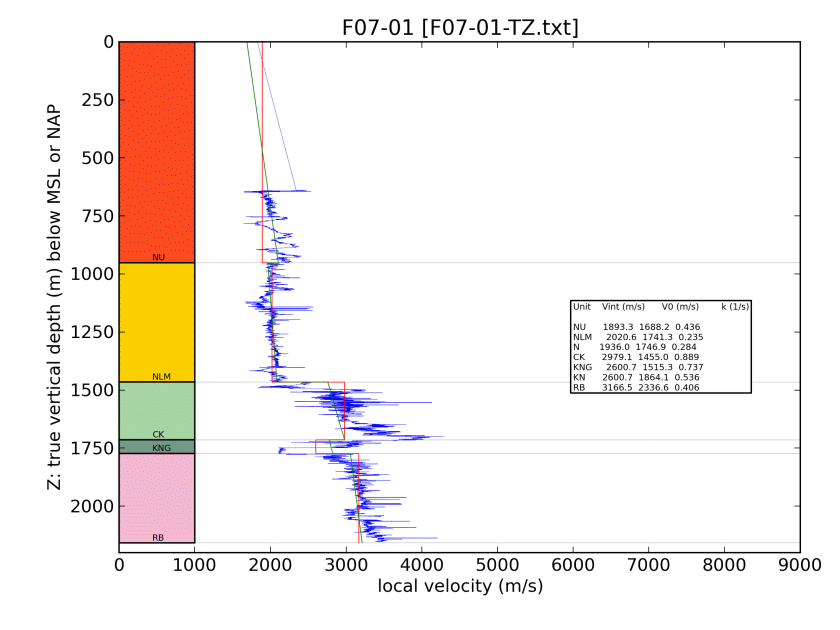 F07-01 [F07-01-TZ.txt]
Z: true vertical depth (m) below MSL or NAP
0
250
500
750
1000
1250
1500
1750
2000
NU
NLM
CK
KNG
RB
Unit Vint (m/s) V0 (m/s) k (1/s)
NU 1893.3 1688.2 0.436
NLM 2020.6 1741.3 0.235
N 1936.0 1746.9 0.284
CK 2979.1 1455.0 0.889
KNG 2600.7 1515.3 0.737
KN 2600.7 1864.1 0.536
RB 3166.5 2336.6 0.406
0 1000 2000 3000 4000 5000 6000 7000 8000 9000
local velocity (m/s)